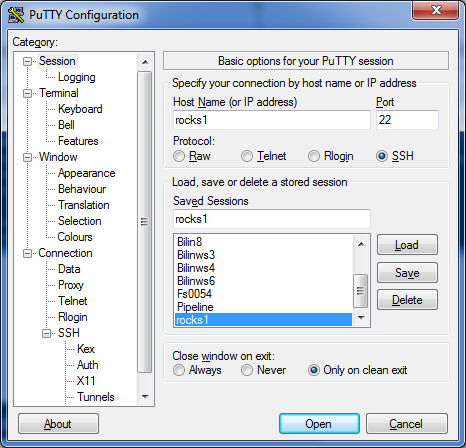 PuTTY Configuration
Category:
Session
Logging
Terminal
Keyboard
Bell
Features
Window
Appearance
Behaviour
Translation
Selection
Colours
Connection
Data
Proxy
Telnet
Rlogin
SSH
Kex
Auth
X11
Tunnels
Basic options for your PuTTY session
Specify your connection by host name or IP address
Host Name (or IP address) Port
rocks1 22
Protocol:
Raw Telnet Rlogin SSH
Load, save or delete a stored session
Saved Sessions
rocks1
Bilin8
Bilinws3
Bilinws4
Bilinws6
Fs0054
Pipeline
rocks1
Load
Save
Delete
Close window on exit:
Always Never Only on clean exit
About Open Cancel